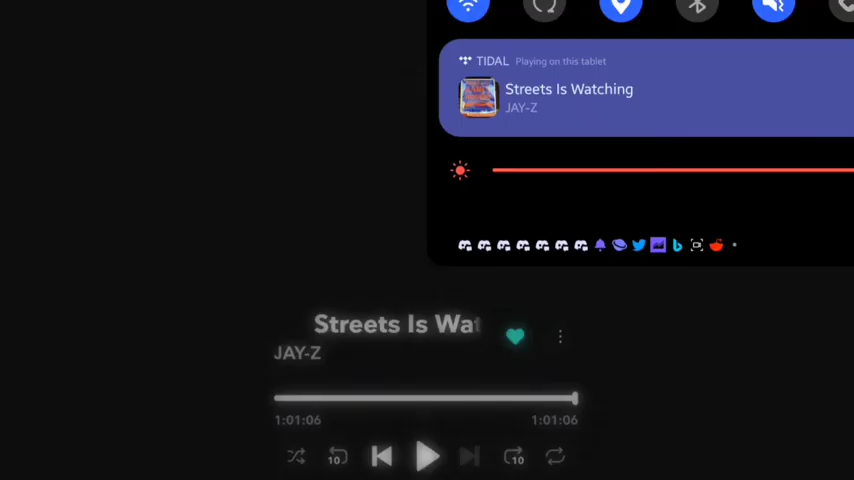 TIDAL Playing on this tablet
Streets Is Watching
JAY-Z
Streets Is Wat
JAY-Z
1:01:06 1:01:06
10 10